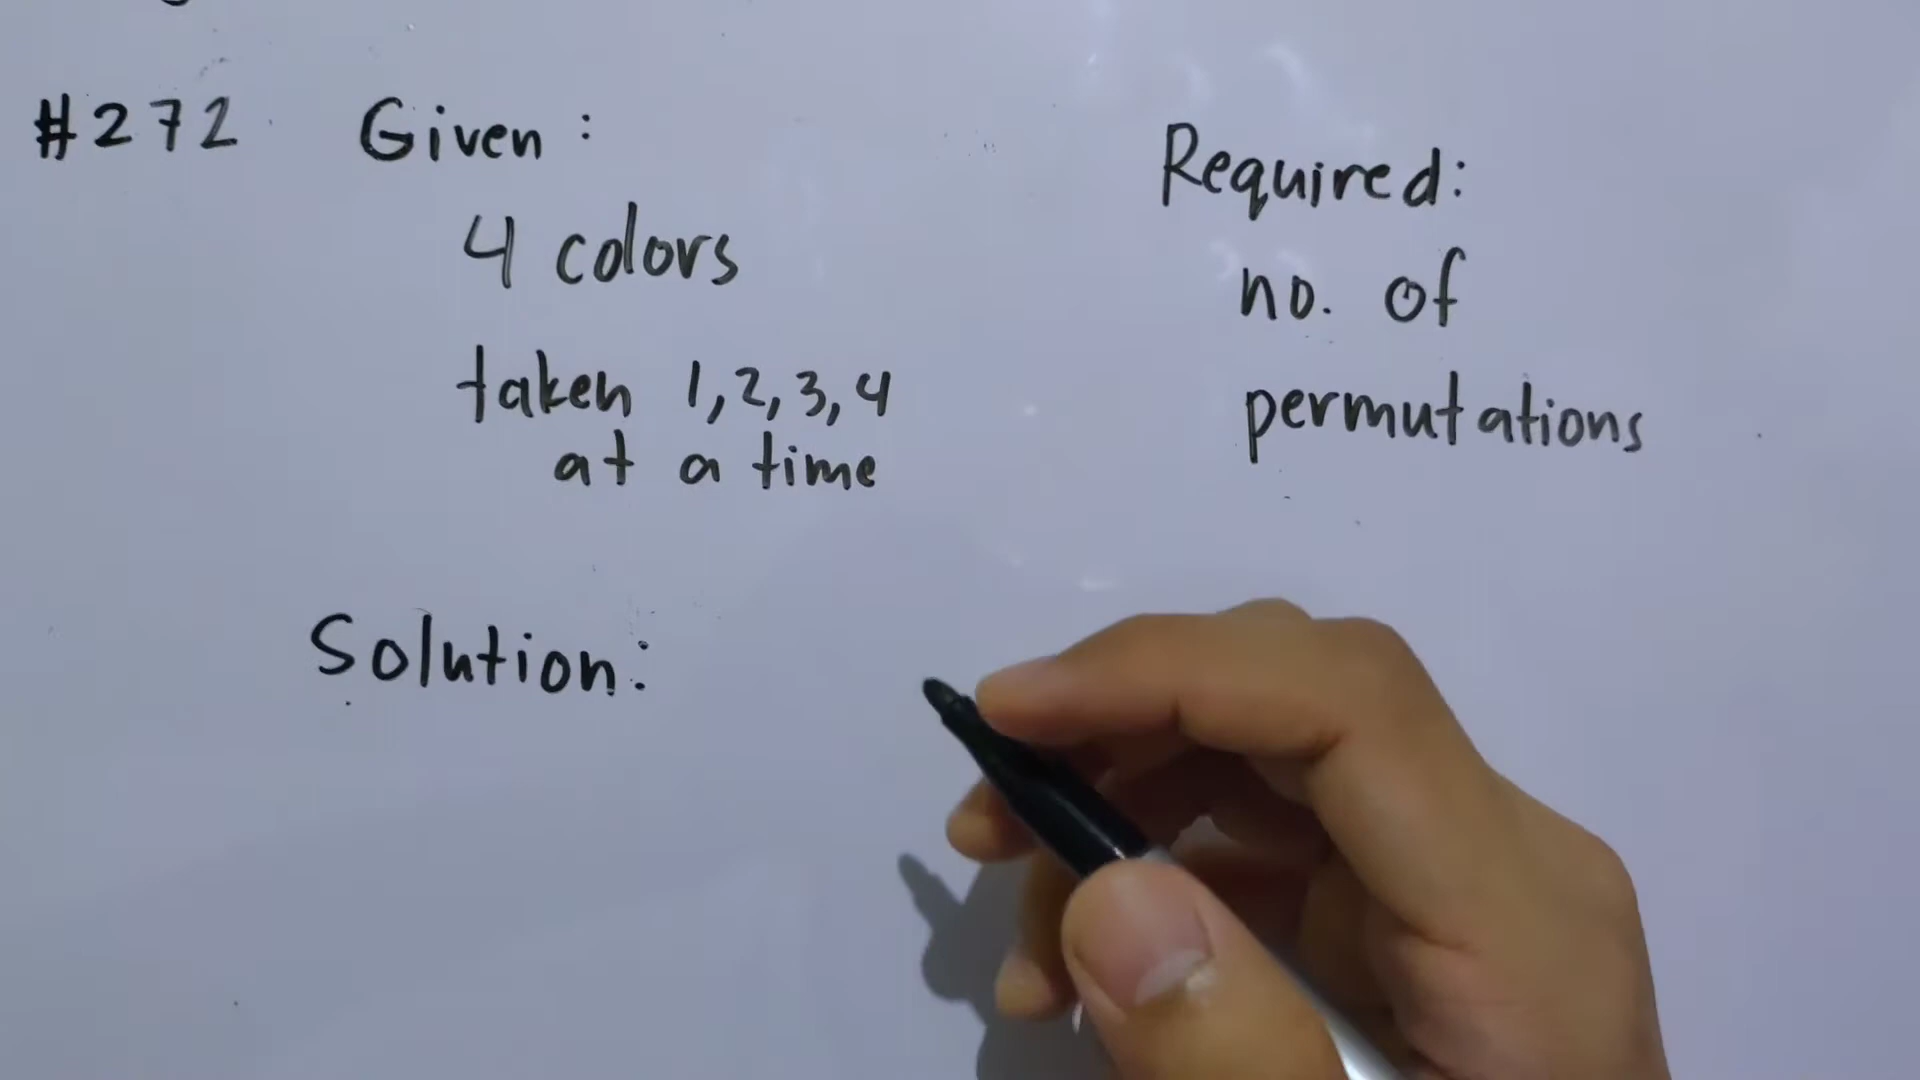 #272 Given:
4 colors
taken 1,2,3,4
at a time
Required:
no. of
permutations
Solution: